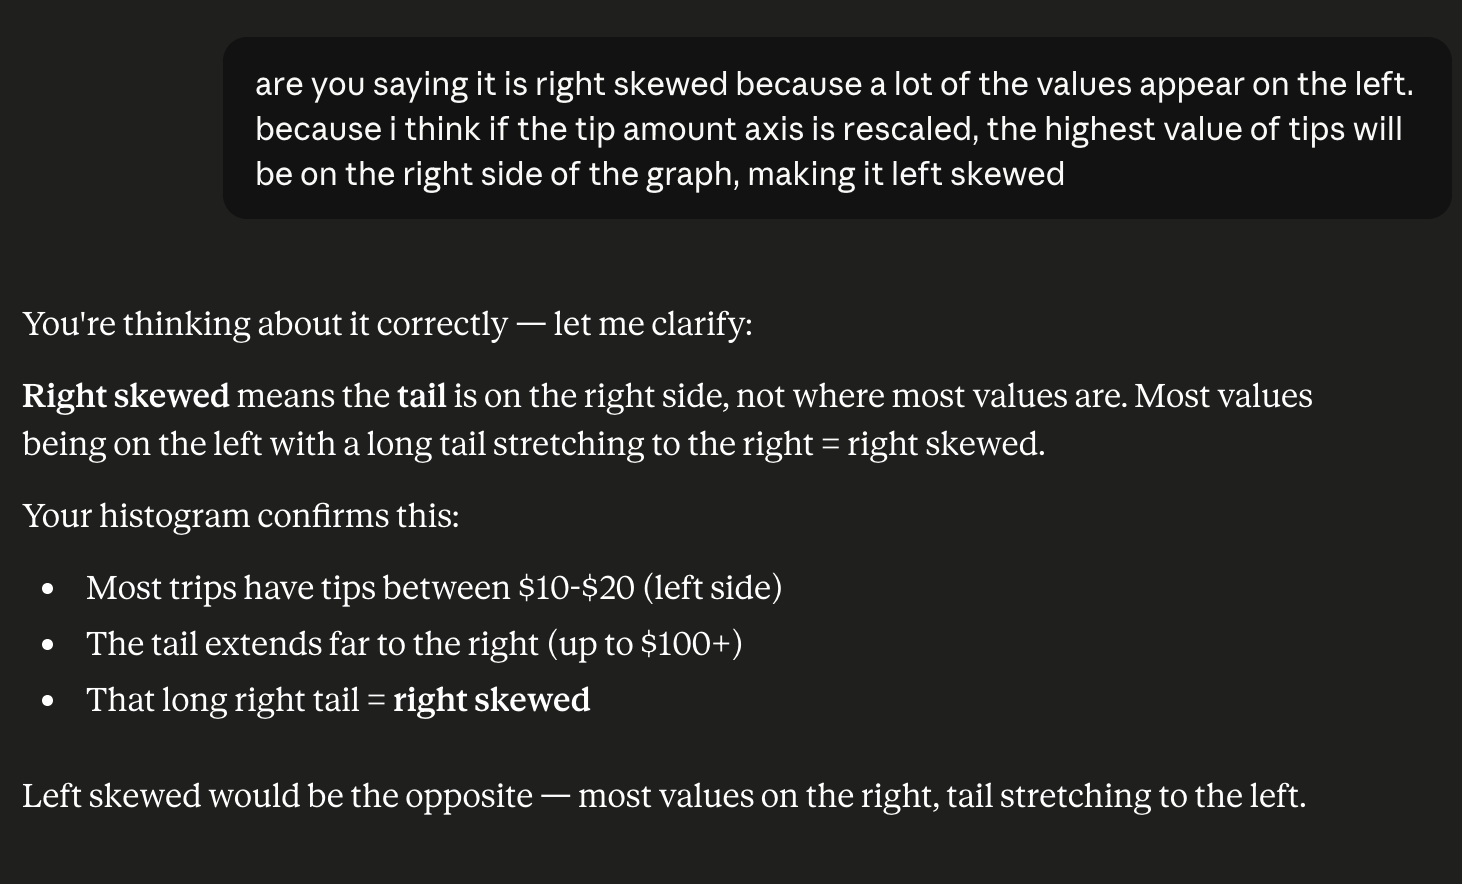 are you saying it is right skewed because a lot of the values appear on the left.
because i think if the tip amount axis is rescaled, the highest value of tips will
be on the right side of the graph, making it left skewed
You're thinking about it correctly — let me clarify:
Right skewed means the tail is on the right side, not where most values are. Most values
being on the left with a long tail stretching to the right = right skewed.
Your histogram confirms this:
• Most trips have tips between $10-$20 (left side)
• The tail extends far to the right (up to $100+)
• That long right tail = right skewed
Left skewed would be the opposite — most values on the right, tail stretching to the left.